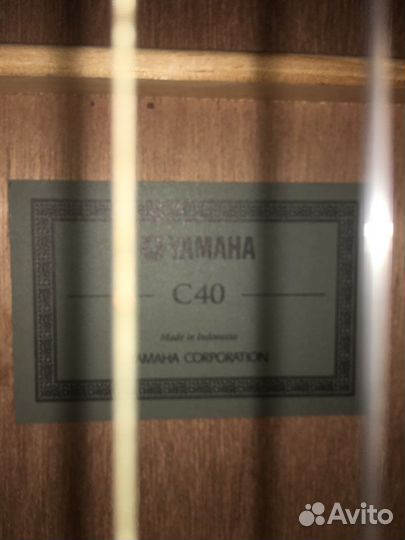 YAMAHA
C40
Made in Indonesia
YAMAHA CORPORATION
Avito